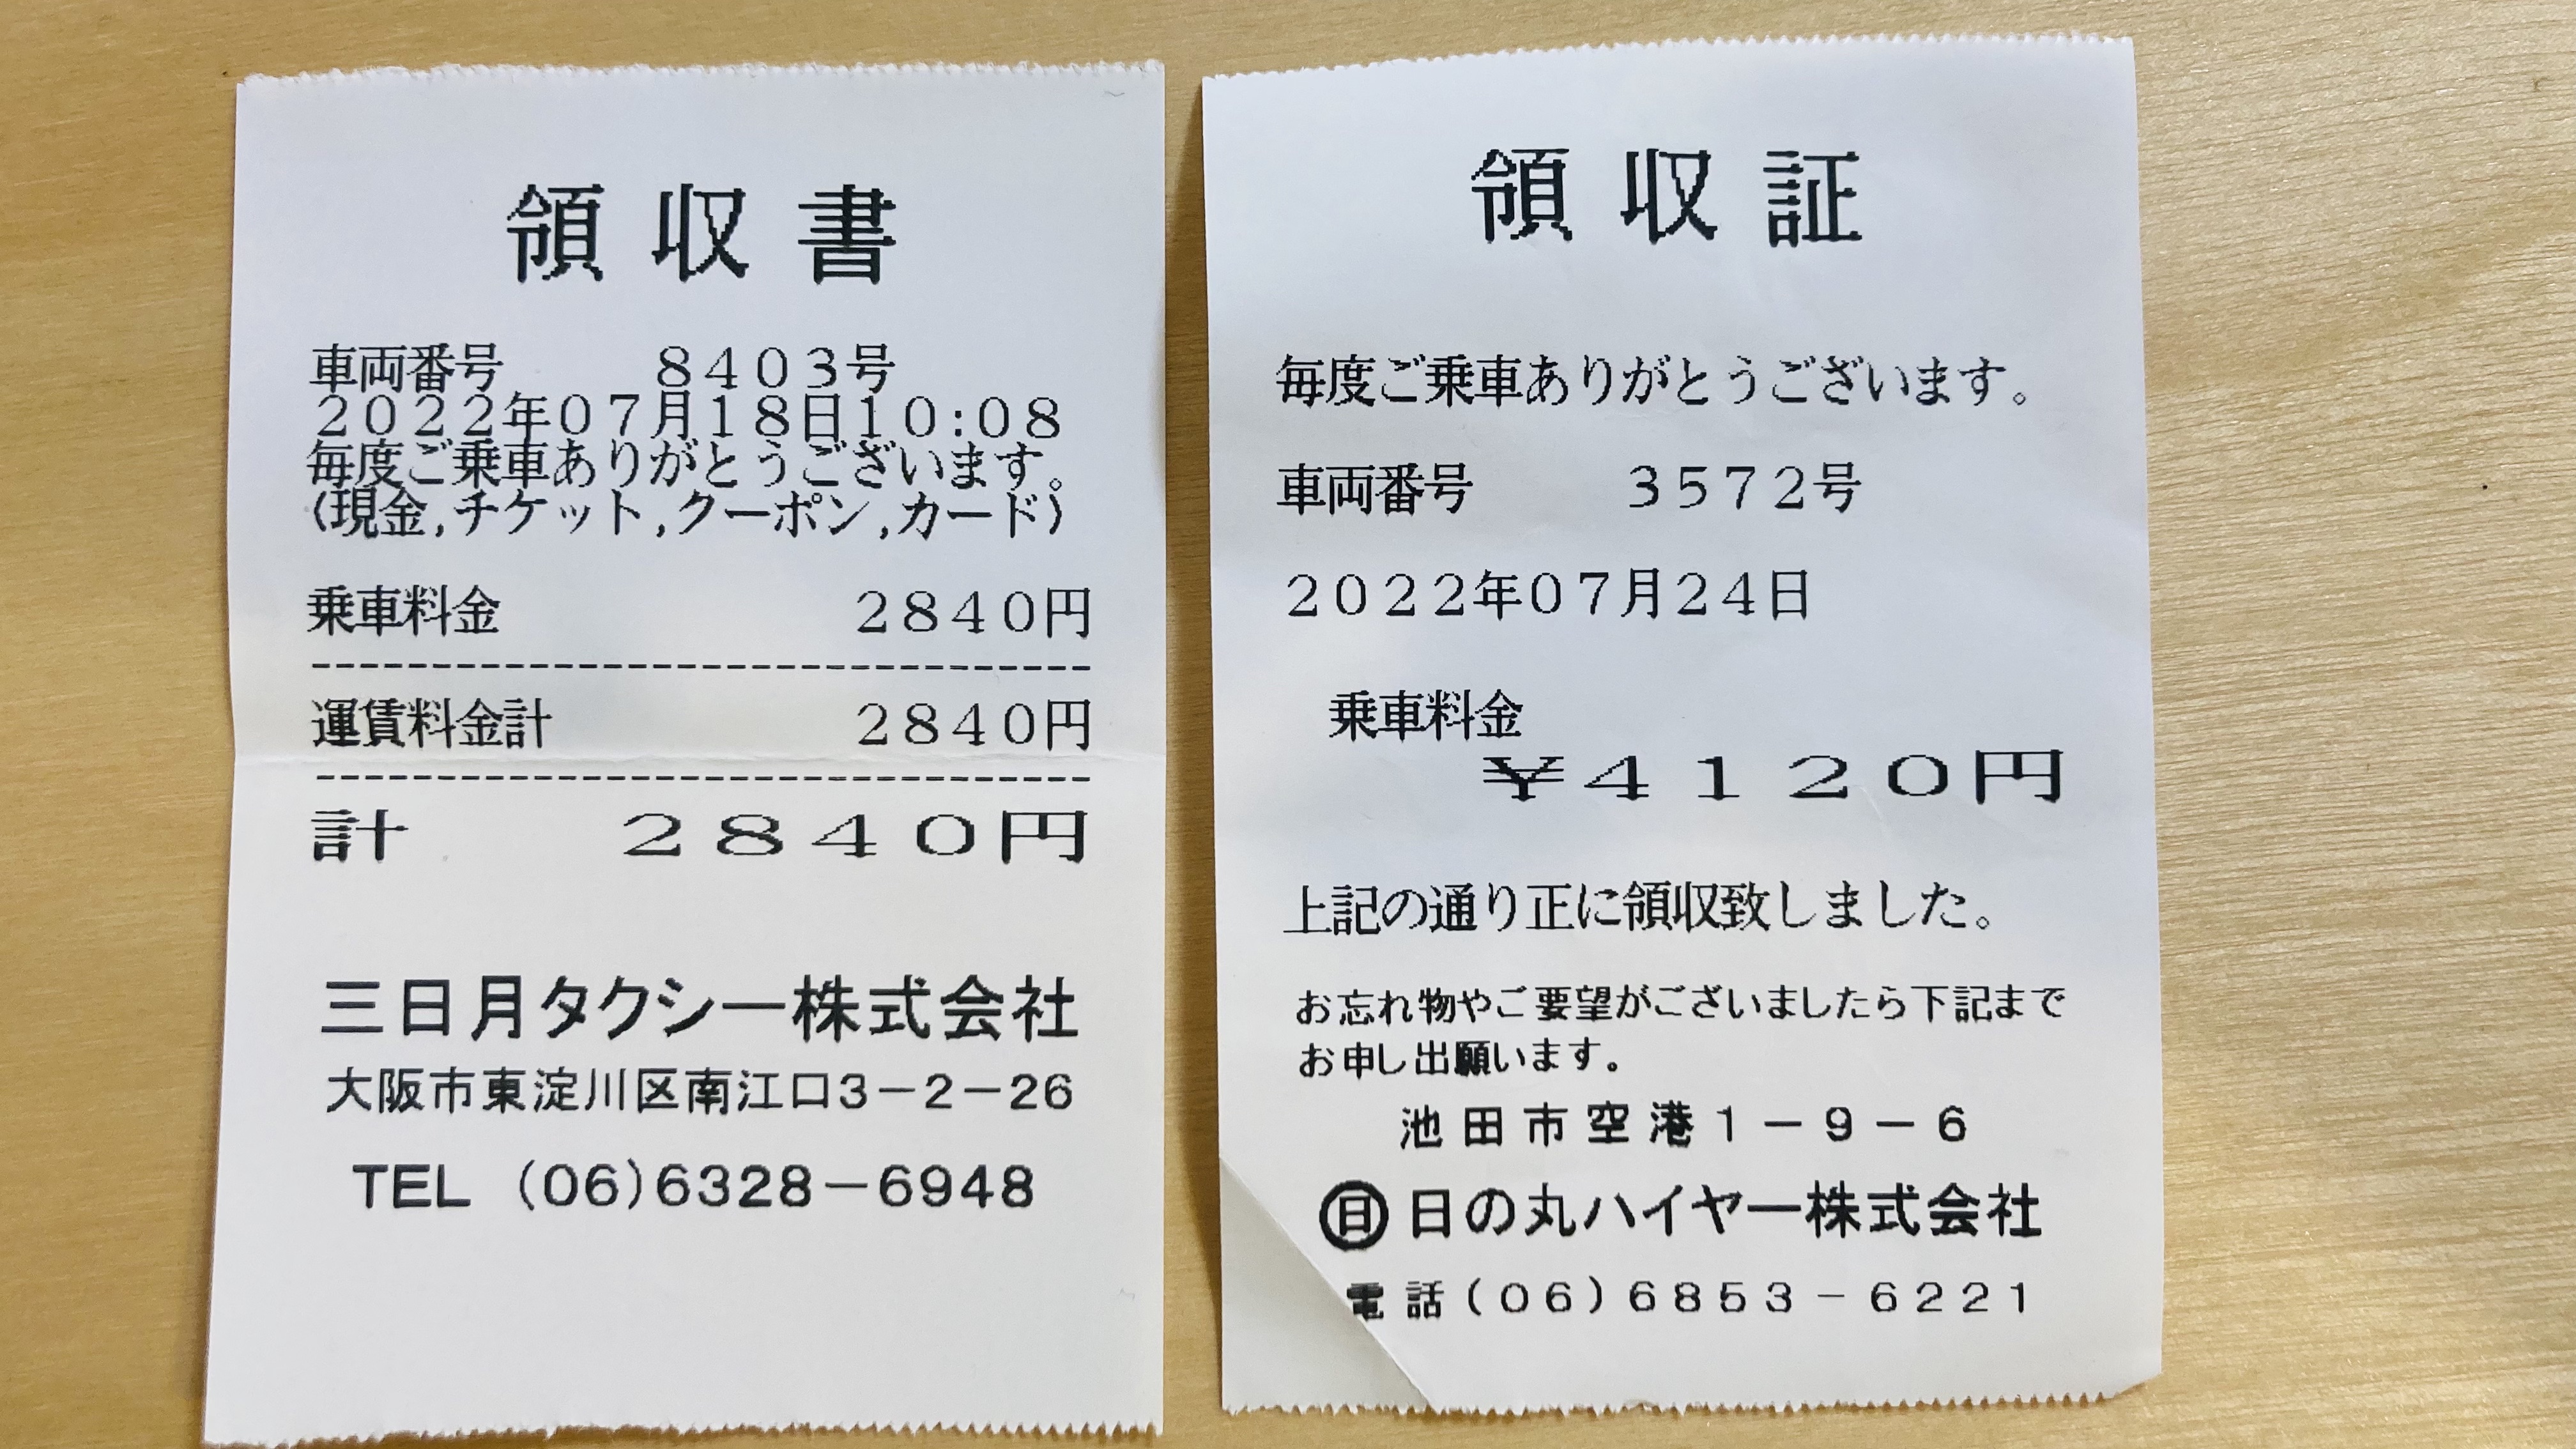 領収書
車両番号 8403号
2022年07月18日10:08
毎度ご乗車ありがとうございます。
(現金,チケット,クーポン,カード)
乗車料金 2840円
運賃料金計 2840円
計 2840円
三日月タクシー株式会社
大阪市東淀川区南江口3-2-26
TEL (06)6328-6948
領収証
毎度ご乗車ありがとうございます。
車両番号 3572号
2022年07月24日
乗車料金
¥4120円
上記の通り正に領収致しました。
お忘れ物やご要望がございましたら下記まで
お申し出願います。
池田市空港1-9-6
㊐日の丸ハイヤー株式会社
電話(06)6853-6221